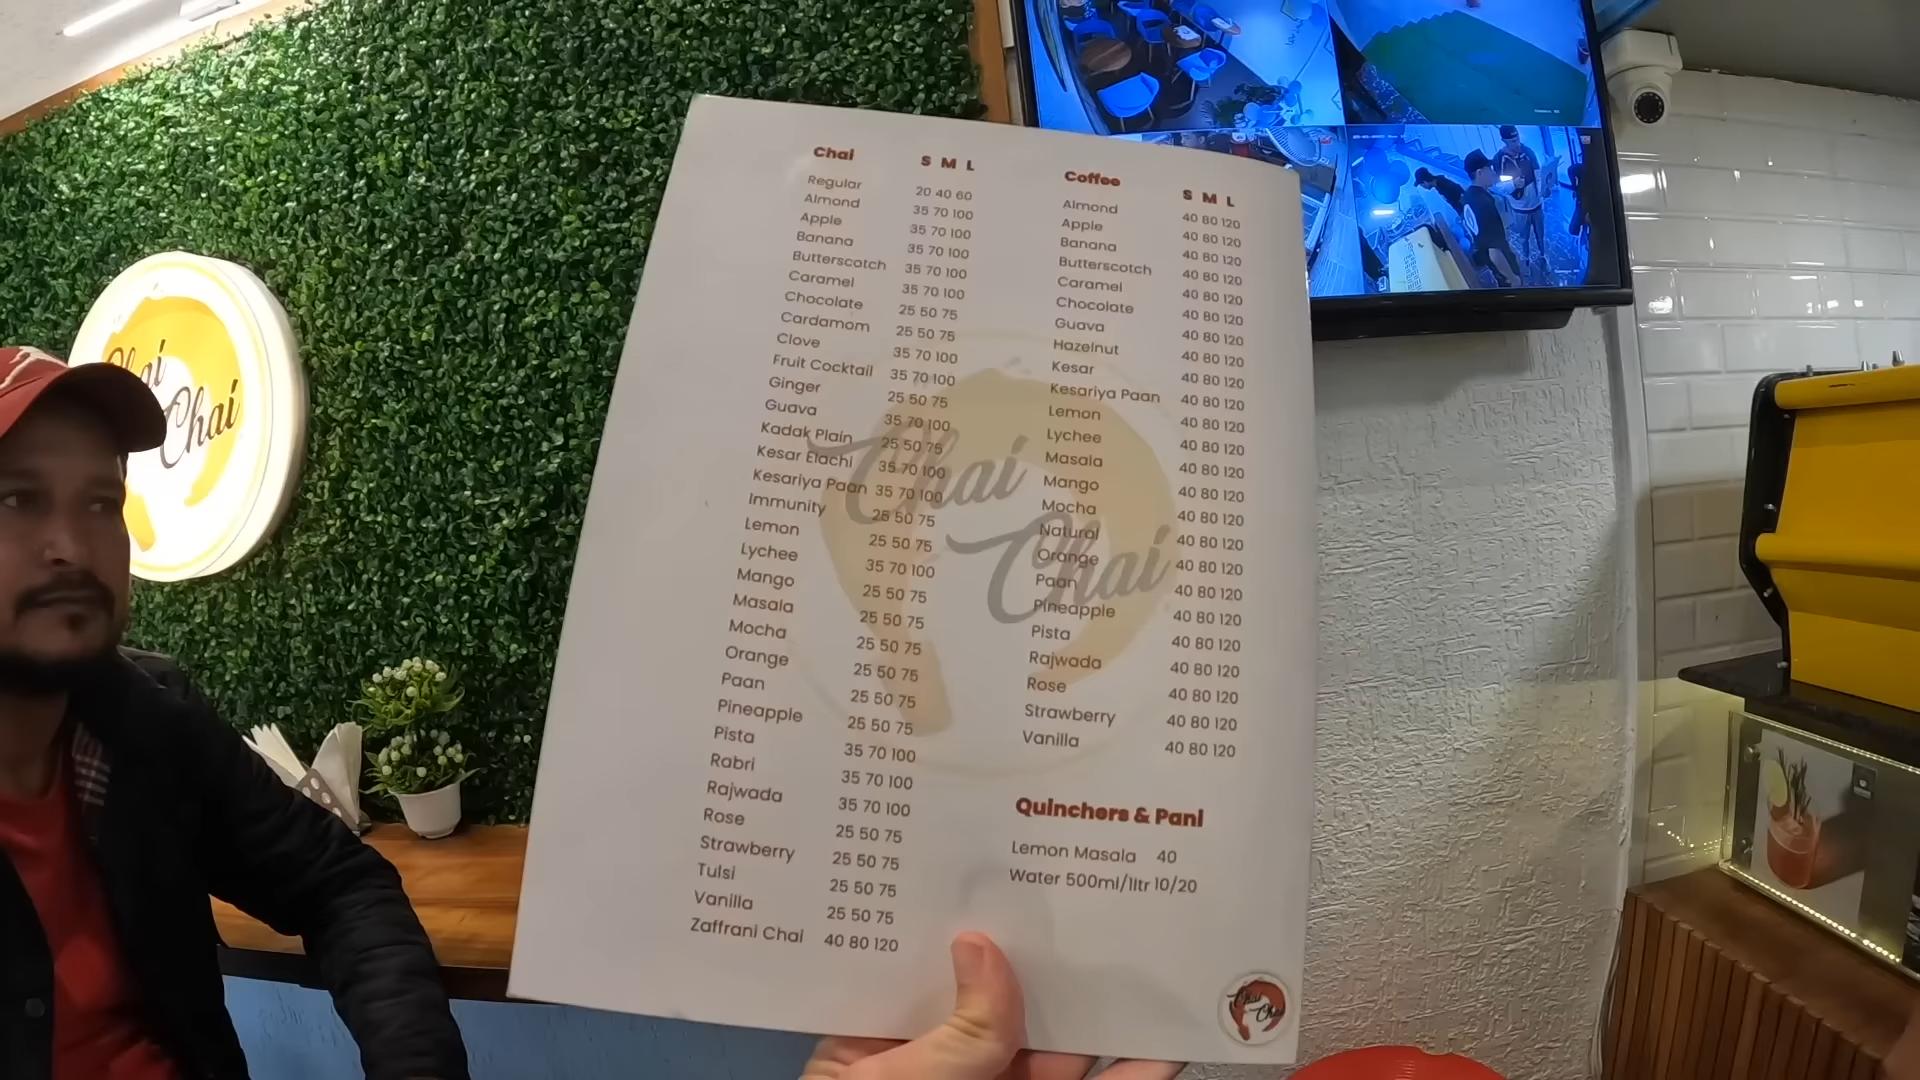 Chai S M L
Regular 20 40 60
Almond 35 70 100
Apple 35 70 100
Banana 35 70 100
Butterscotch 35 70 100
Caramel 35 70 100
Chocolate 25 50 75
Cardamom 25 50 75
Clove 35 70 100
Fruit Cocktail 35 70 100
Ginger 25 50 75
Guava 35 70 100
Kadak Plain 25 50 75
Kesar Elachi 35 70 100
Kesariya Paan 35 70 100
Immunity 25 50 75
Lemon 25 50 75
Lychee 35 70 100
Mango 25 50 75
Masala 25 50 75
Mocha 25 50 75
Orange 25 50 75
Paan 25 50 75
Pineapple 25 50 75
Pista 35 70 100
Rabri 35 70 100
Rajwada 35 70 100
Rose 25 50 75
Strawberry 25 50 75
Tulsi 25 50 75
Vanilla 25 50 75
Zaffrani Chai 40 80 120
Coffee S M L
Almond 40 80 120
Apple 40 80 120
Banana 40 80 120
Butterscotch 40 80 120
Caramel 40 80 120
Chocolate 40 80 120
Guava 40 80 120
Hazelnut 40 80 120
Kesar 40 80 120
Kesariya Paan 40 80 120
Lemon 40 80 120
Lychee 40 80 120
Masala 40 80 120
Mango 40 80 120
Mocha 40 80 120
Natural 40 80 120
Orange 40 80 120
Paan 40 80 120
Pineapple 40 80 120
Pista 40 80 120
Rajwada 40 80 120
Rose 40 80 120
Strawberry 40 80 120
Vanilla 40 80 120
Quinchers & Pani
Lemon Masala 40
Water 500ml/1ltr 10/20
Chai
Chai
Chai
Chai
Chai
Chai